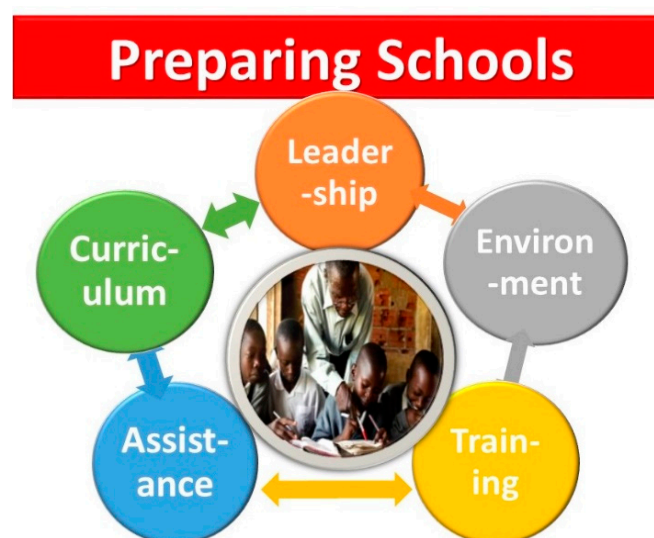 Preparing Schools
Leader
-ship
Curric-
ulum
Environ
-ment
Assist-
ance
Train-
ing